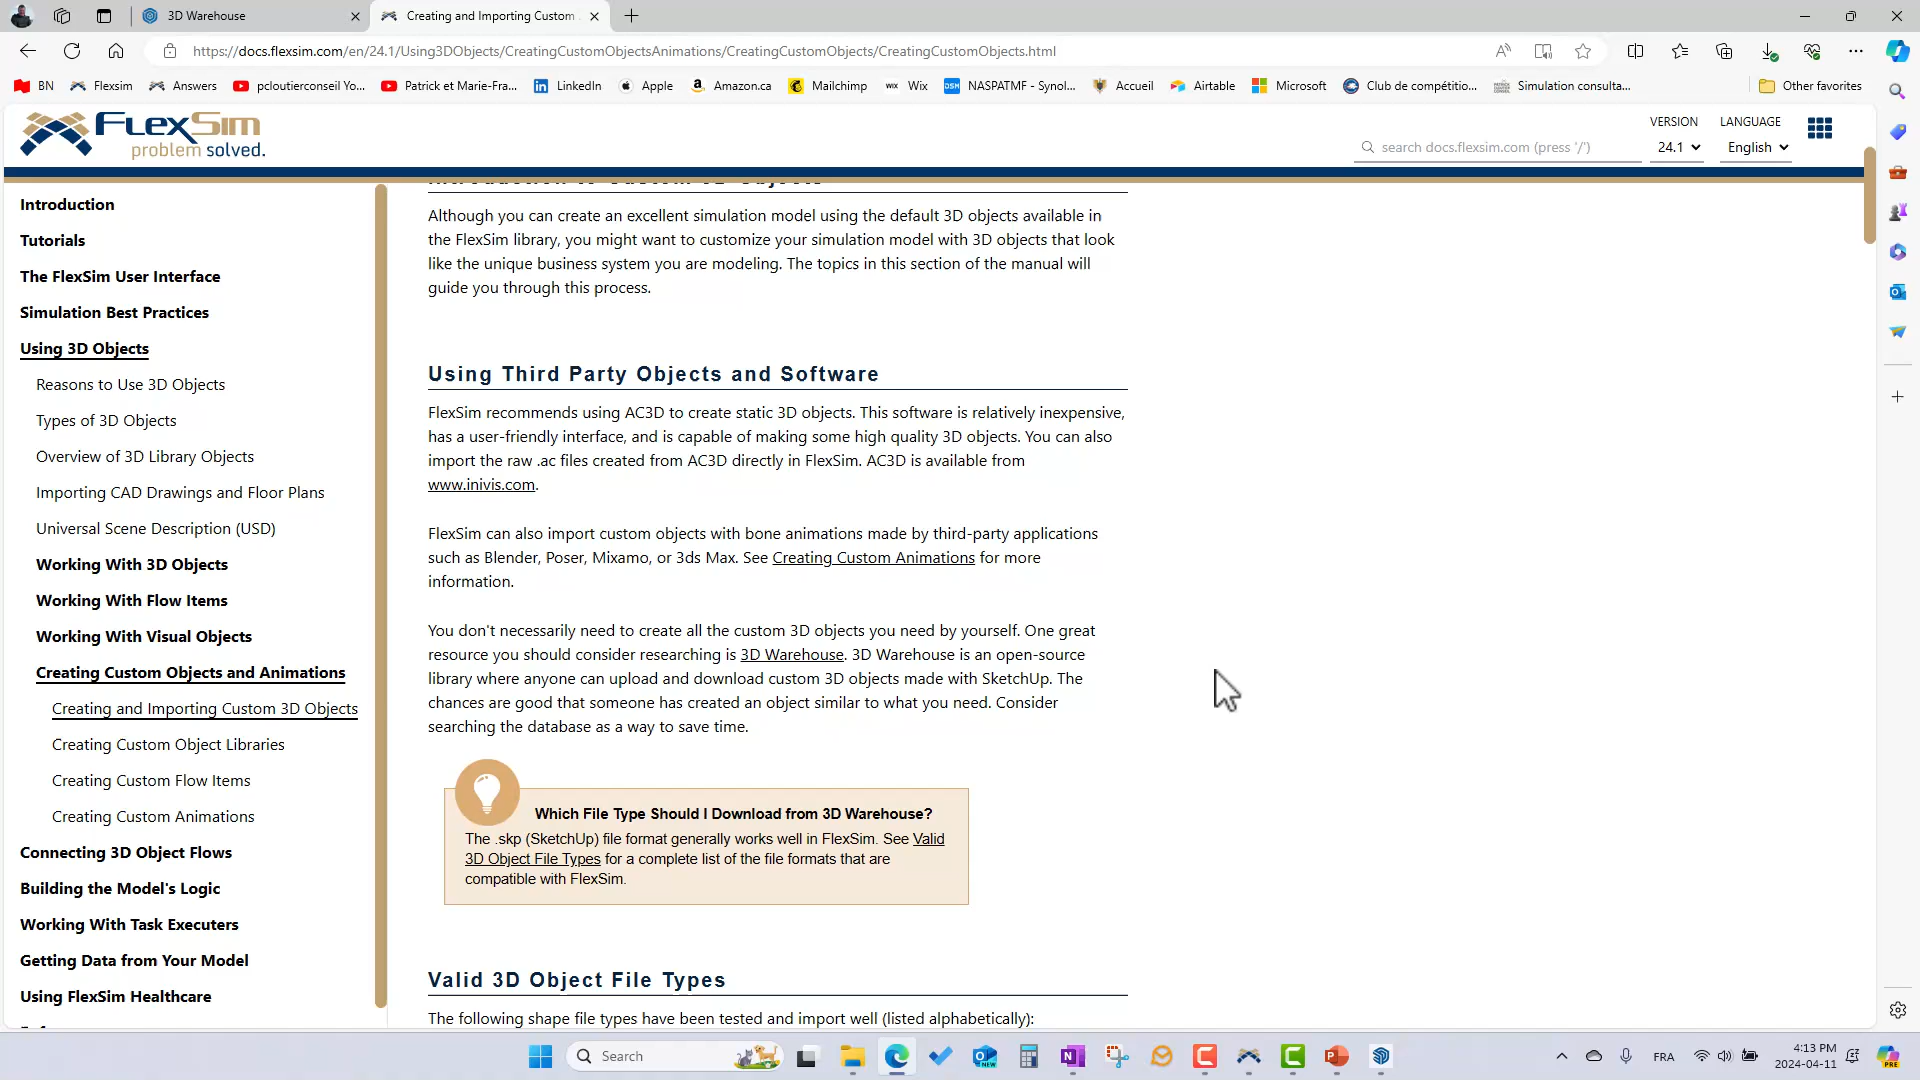 3D Warehouse
Creating and Importing Custom
https://docs.flexsim.com/en/24.1/Using3DObjects/CreatingCustomObjectsAnimations/CreatingCustomObjects/CreatingCustomObjects.html
BN
Flexsim
Answers
pcloutierconseil Yo...
Patrick et Marie-Fra...
LinkedIn
Apple
Amazon.ca
Mailchimp
WIX Wix
DSM NASPATMF - Synol...
Accueil
Airtable
Microsoft
Club de compétitio...
Simulation consulta...
Other favorites
FLEXSIM
problem solved.
search docs.flexsim.com (press '/')
VERSION
24.1
LANGUAGE
English
Introduction
Tutorials
The FlexSim User Interface
Simulation Best Practices
Using 3D Objects
Reasons to Use 3D Objects
Types of 3D Objects
Overview of 3D Library Objects
Importing CAD Drawings and Floor Plans
Universal Scene Description (USD)
Working With 3D Objects
Working With Flow Items
Working With Visual Objects
Creating Custom Objects and Animations
Creating and Importing Custom 3D Objects
Creating Custom Object Libraries
Creating Custom Flow Items
Creating Custom Animations
Connecting 3D Object Flows
Building the Model's Logic
Working With Task Executers
Getting Data from Your Model
Using FlexSim Healthcare
Although you can create an excellent simulation model using the default 3D objects available in
the FlexSim library, you might want to customize your simulation model with 3D objects that look
like the unique business system you are modeling. The topics in this section of the manual will
guide you through this process.
Using Third Party Objects and Software
FlexSim recommends using AC3D to create static 3D objects. This software is relatively inexpensive,
has a user-friendly interface, and is capable of making some high quality 3D objects. You can also
import the raw .ac files created from AC3D directly in FlexSim. AC3D is available from
www.inivis.com.
FlexSim can also import custom objects with bone animations made by third-party applications
such as Blender, Poser, Mixamo, or 3ds Max. See Creating Custom Animations for more
information.
You don't necessarily need to create all the custom 3D objects you need by yourself. One great
resource you should consider researching is 3D Warehouse. 3D Warehouse is an open-source
library where anyone can upload and download custom 3D objects made with SketchUp. The
chances are good that someone has created an object similar to what you need. Consider
searching the database as a way to save time.
Which File Type Should I Download from 3D Warehouse?
The .skp (SketchUp) file format generally works well in FlexSim. See Valid
3D Object File Types for a complete list of the file formats that are
compatible with FlexSim.
Valid 3D Object File Types
The following shape file types have been tested and import well (listed alphabetically):
Search
FRA
4:13 PM
2024-04-11